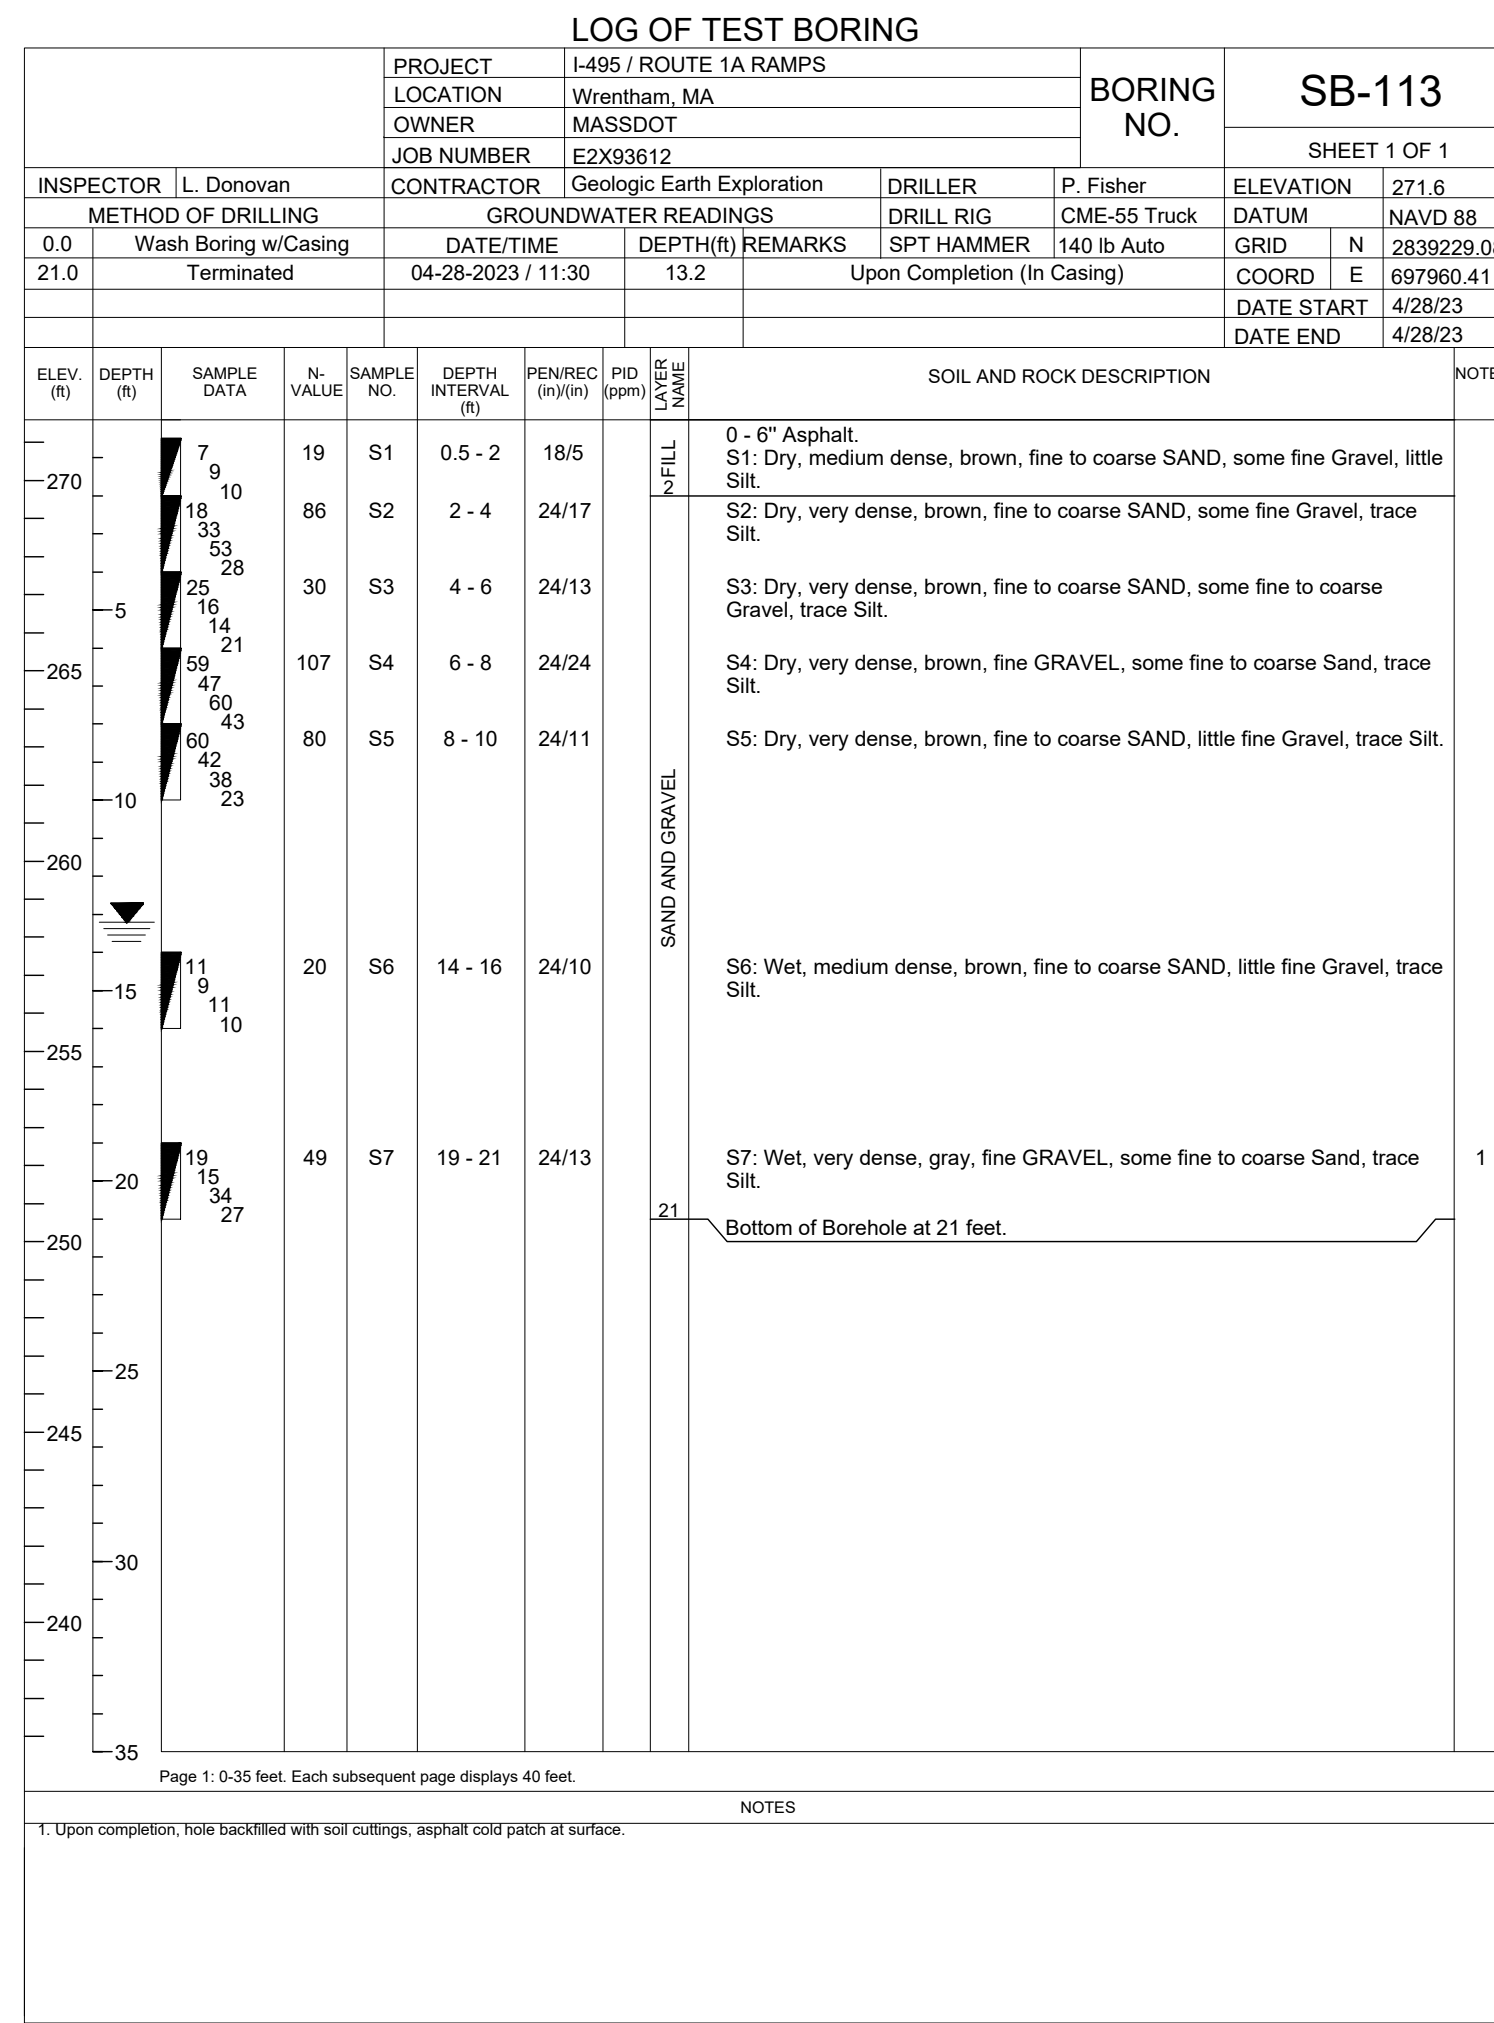 LOG OF TEST BORING
PROJECT I-495 / ROUTE 1A RAMPS
LOCATION Wrentham, MA
OWNER MASSDOT
JOB NUMBER E2X93612
BORING NO.
SB-113
SHEET 1 OF 1
INSPECTOR L. Donovan CONTRACTOR Geologic Earth Exploration DRILLER P. Fisher ELEVATION 271.6
METHOD OF DRILLING GROUNDWATER READINGS DRILL RIG CME-55 Truck DATUM NAVD 88
0.0 Wash Boring w/Casing DATE/TIME DEPTH(ft) REMARKS SPT HAMMER 140 lb Auto GRID N 2839229.08
21.0 Terminated 04-28-2023 / 11:30 13.2 Upon Completion (In Casing) COORD E 697960.41
DATE START 4/28/23
DATE END 4/28/23
ELEV. (ft) DEPTH (ft) SAMPLE DATA N-VALUE SAMPLE NO. DEPTH INTERVAL (ft) PEN/REC (in)/(in) PID (ppm) LAYER NAME SOIL AND ROCK DESCRIPTION NOTE
FILL
2
0 - 6" Asphalt.
7 9 10 19 S1 0.5 - 2 18/5 S1: Dry, medium dense, brown, fine to coarse SAND, some fine Gravel, little
Silt.
270
18 33 53 28 86 S2 2 - 4 24/17 S2: Dry, very dense, brown, fine to coarse SAND, some fine Gravel, trace
Silt.
25 16 14 21 30 S3 4 - 6 24/13 S3: Dry, very dense, brown, fine to coarse SAND, some fine to coarse
Gravel, trace Silt.
5
59 47 60 43 107 S4 6 - 8 24/24 S4: Dry, very dense, brown, fine GRAVEL, some fine to coarse Sand, trace
Silt.
265
60 42 38 23 80 S5 8 - 10 24/11 S5: Dry, very dense, brown, fine to coarse SAND, little fine Gravel, trace Silt.
10
SAND AND GRAVEL
260
11 9 11 10 20 S6 14 - 16 24/10 S6: Wet, medium dense, brown, fine to coarse SAND, little fine Gravel, trace
Silt.
15
255
19 15 34 27 49 S7 19 - 21 24/13 S7: Wet, very dense, gray, fine GRAVEL, some fine to coarse Sand, trace 1
Silt.
20
21
Bottom of Borehole at 21 feet.
250
25
245
30
240
35
Page 1: 0-35 feet. Each subsequent page displays 40 feet.
NOTES
1. Upon completion, hole backfilled with soil cuttings, asphalt cold patch at surface.